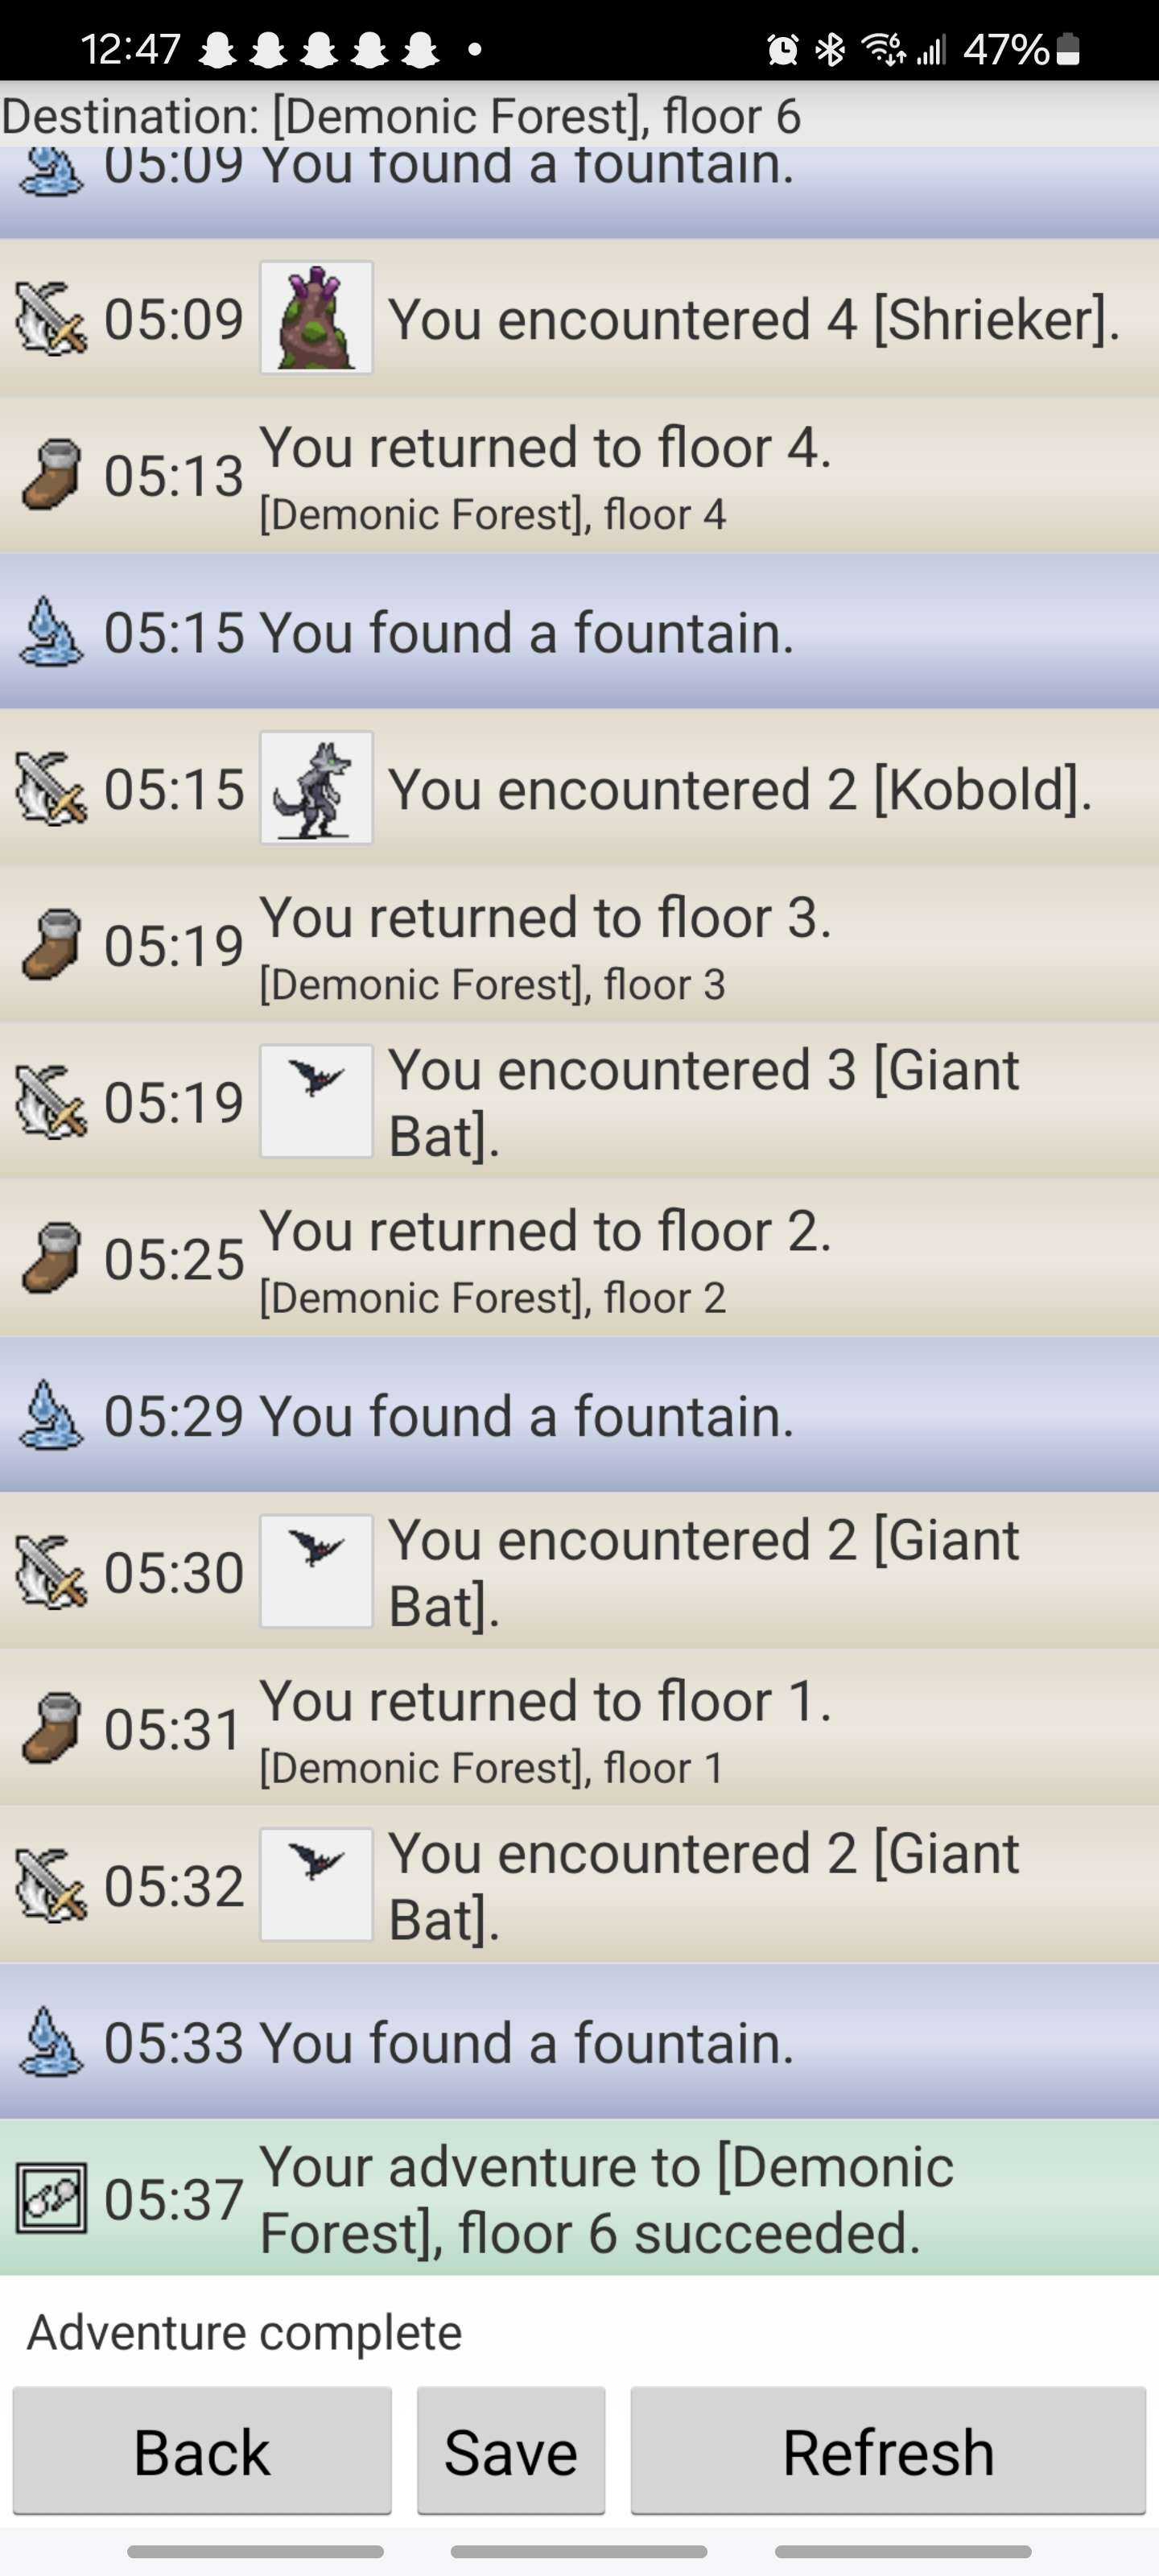 12:47 47%
Destination: [Demonic Forest], floor 6
05:09 You found a fountain.
05:09 You encountered 4 [Shrieker].
You returned to floor 4.
05:13
[Demonic Forest], floor 4
05:15 You found a fountain.
05:15 You encountered 2 [Kobold].
You returned to floor 3.
05:19
[Demonic Forest], floor 3
05:19 You encountered 3 [Giant
Bat].
You returned to floor 2.
05:25
[Demonic Forest], floor 2
05:29 You found a fountain.
05:30 You encountered 2 [Giant
Bat].
You returned to floor 1.
05:31
[Demonic Forest], floor 1
05:32 You encountered 2 [Giant
Bat].
05:33 You found a fountain.
05:37 Your adventure to [Demonic
Forest], floor 6 succeeded.
Adventure complete
Back Save Refresh